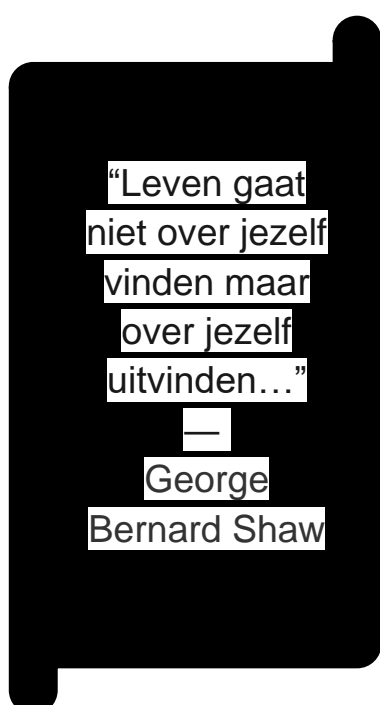 “Leven gaat
niet over jezelf
vinden maar
over jezelf
uitvinden…”
—
George
Bernard Shaw